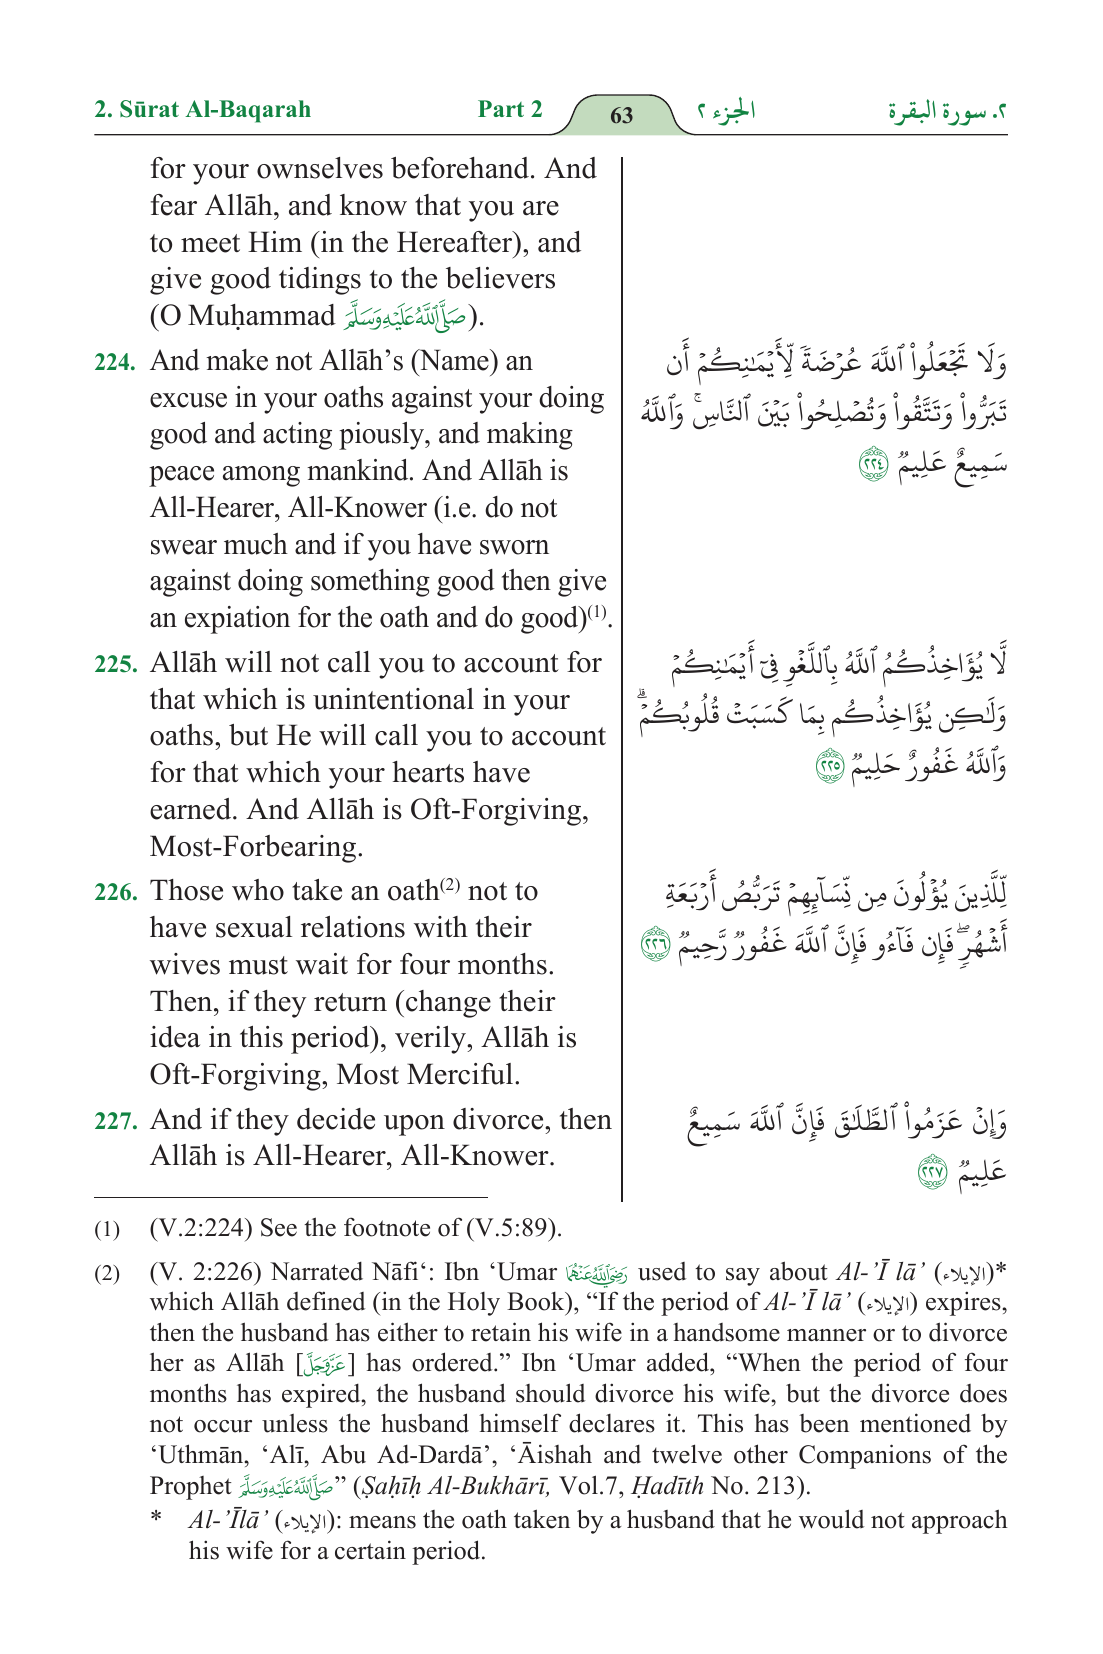 2. Sūrat Al-Baqarah Part 2 63 الجزء ٢ ٢. سورة البقرة
for your ownselves beforehand. And
fear Allāh, and know that you are
to meet Him (in the Hereafter), and
give good tidings to the believers
(O Muḥammad صَلَّى ٱللَّهُ عَلَيْهِ وَسَلَّمَ).
224. And make not Allāh’s (Name) an
excuse in your oaths against your doing
good and acting piously, and making
peace among mankind. And Allāh is
All-Hearer, All-Knower (i.e. do not
swear much and if you have sworn
against doing something good then give
an expiation for the oath and do good)(1).
وَلَا تَجْعَلُوا۟ ٱللَّهَ عُرْضَةً لِّأَيْمَـٰنِكُمْ أَن
تَبَرُّوا۟ وَتَتَّقُوا۟ وَتُصْلِحُوا۟ بَيْنَ ٱلنَّاسِ ۗ وَٱللَّهُ
سَمِيعٌ عَلِيمٌ ٢٢٤
225. Allāh will not call you to account for
that which is unintentional in your
oaths, but He will call you to account
for that which your hearts have
earned. And Allāh is Oft-Forgiving,
Most-Forbearing.
لَّا يُؤَاخِذُكُمُ ٱللَّهُ بِٱللَّغْوِ فِىٓ أَيْمَـٰنِكُمْ
وَلَـٰكِن يُؤَاخِذُكُم بِمَا كَسَبَتْ قُلُوبُكُمْ ۗ
وَٱللَّهُ غَفُورٌ حَلِيمٌ ٢٢٥
226. Those who take an oath(2) not to
have sexual relations with their
wives must wait for four months.
Then, if they return (change their
idea in this period), verily, Allāh is
Oft-Forgiving, Most Merciful.
لِّلَّذِينَ يُؤْلُونَ مِن نِّسَآئِهِمْ تَرَبُّصُ أَرْبَعَةِ
أَشْهُرٍ ۖ فَإِن فَآءُو فَإِنَّ ٱللَّهَ غَفُورٌ رَّحِيمٌ ٢٢٦
227. And if they decide upon divorce, then
Allāh is All-Hearer, All-Knower.
وَإِنْ عَزَمُوا۟ ٱلطَّلَـٰقَ فَإِنَّ ٱللَّهَ سَمِيعٌ
عَلِيمٌ ٢٢٧
(1) (V.2:224) See the footnote of (V.5:89).
(2) (V. 2:226) Narrated Nāfi‘: Ibn ‘Umar رَضِيَ ٱللَّهُ عَنْهُمَا used to say about Al-’Ī lā’ (الإيلاء)*
which Allāh defined (in the Holy Book), “If the period of Al-’Ī lā’ (الإيلاء) expires,
then the husband has either to retain his wife in a handsome manner or to divorce
her as Allāh [عَزَّوَجَلَّ] has ordered.” Ibn ‘Umar added, “When the period of four
months has expired, the husband should divorce his wife, but the divorce does
not occur unless the husband himself declares it. This has been mentioned by
‘Uthmān, ‘Alī, Abu Ad-Dardā’, ‘Āishah and twelve other Companions of the
Prophet صَلَّى ٱللَّهُ عَلَيْهِ وَسَلَّمَ” (Ṣaḥīḥ Al-Bukhārī, Vol.7, Ḥadīth No. 213).
* Al-’Īlā’ (الإيلاء): means the oath taken by a husband that he would not approach
his wife for a certain period.